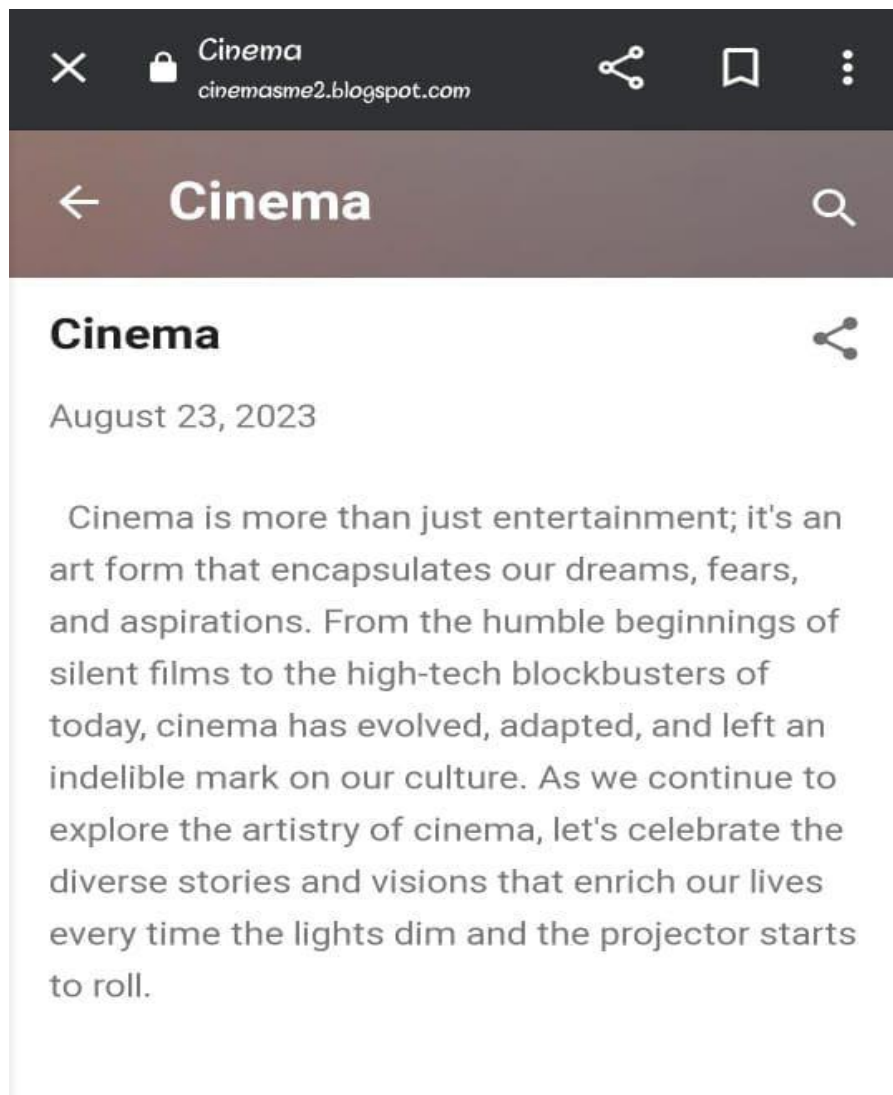 Cinema
cinemasme2.blogspot.com
Cinema
Cinema
August 23, 2023
Cinema is more than just entertainment; it's an
art form that encapsulates our dreams, fears,
and aspirations. From the humble beginnings of
silent films to the high-tech blockbusters of
today, cinema has evolved, adapted, and left an
indelible mark on our culture. As we continue to
explore the artistry of cinema, let's celebrate the
diverse stories and visions that enrich our lives
every time the lights dim and the projector starts
to roll.